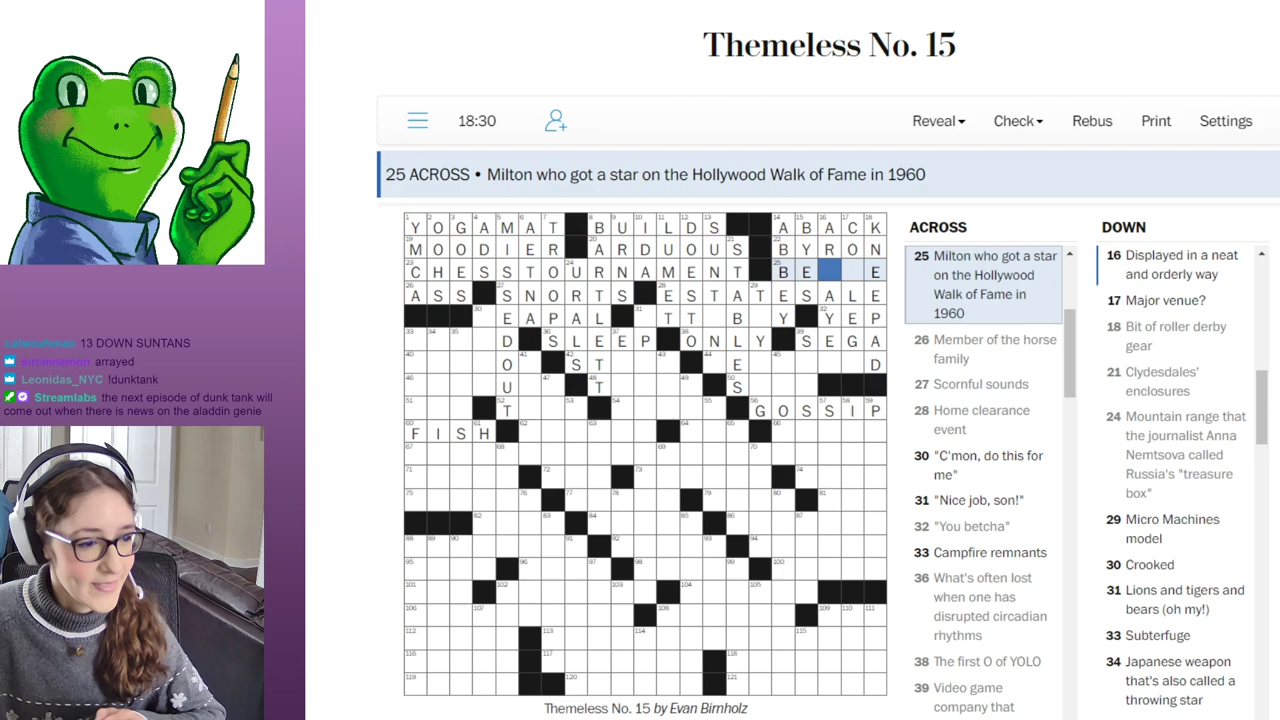 Themeless No. 15
18:30
Reveal
Check
Rebus
Print
Settings
25 ACROSS • Milton who got a star on the Hollywood Walk of Fame in 1960
YOGAMAT BUILDS ABACK
MOODIER ARDUOUS BYRON
CHESSTOURNAMENT BE E
ASS SNORTS ESTATESALE
EAPAL TT B Y YEP
D SLEEP ONLY SEGA
O ST E D
U T S
T GOSSIP
FISH
Themeless No. 15 by Evan Birnholz
ACROSS
25 Milton who got a star on the Hollywood Walk of Fame in 1960
26 Member of the horse family
27 Scornful sounds
28 Home clearance event
30 "C'mon, do this for me"
31 "Nice job, son!"
32 "You betcha"
33 Campfire remnants
36 What's often lost when one has disrupted circadian rhythms
38 The first O of YOLO
39 Video game company that
DOWN
16 Displayed in a neat and orderly way
17 Major venue?
18 Bit of roller derby gear
21 Clydesdales' enclosures
24 Mountain range that the journalist Anna Nemtsova called Russia's "treasure box"
29 Micro Machines model
30 Crooked
31 Lions and tigers and bears (oh my!)
33 Subterfuge
34 Japanese weapon that's also called a throwing star
13 DOWN SUNTANS
sircinnamon arrayed
Leonidas_NYC !dunktank
Streamlabs the next episode of dunk tank will
come out when there is news on the aladdin genie